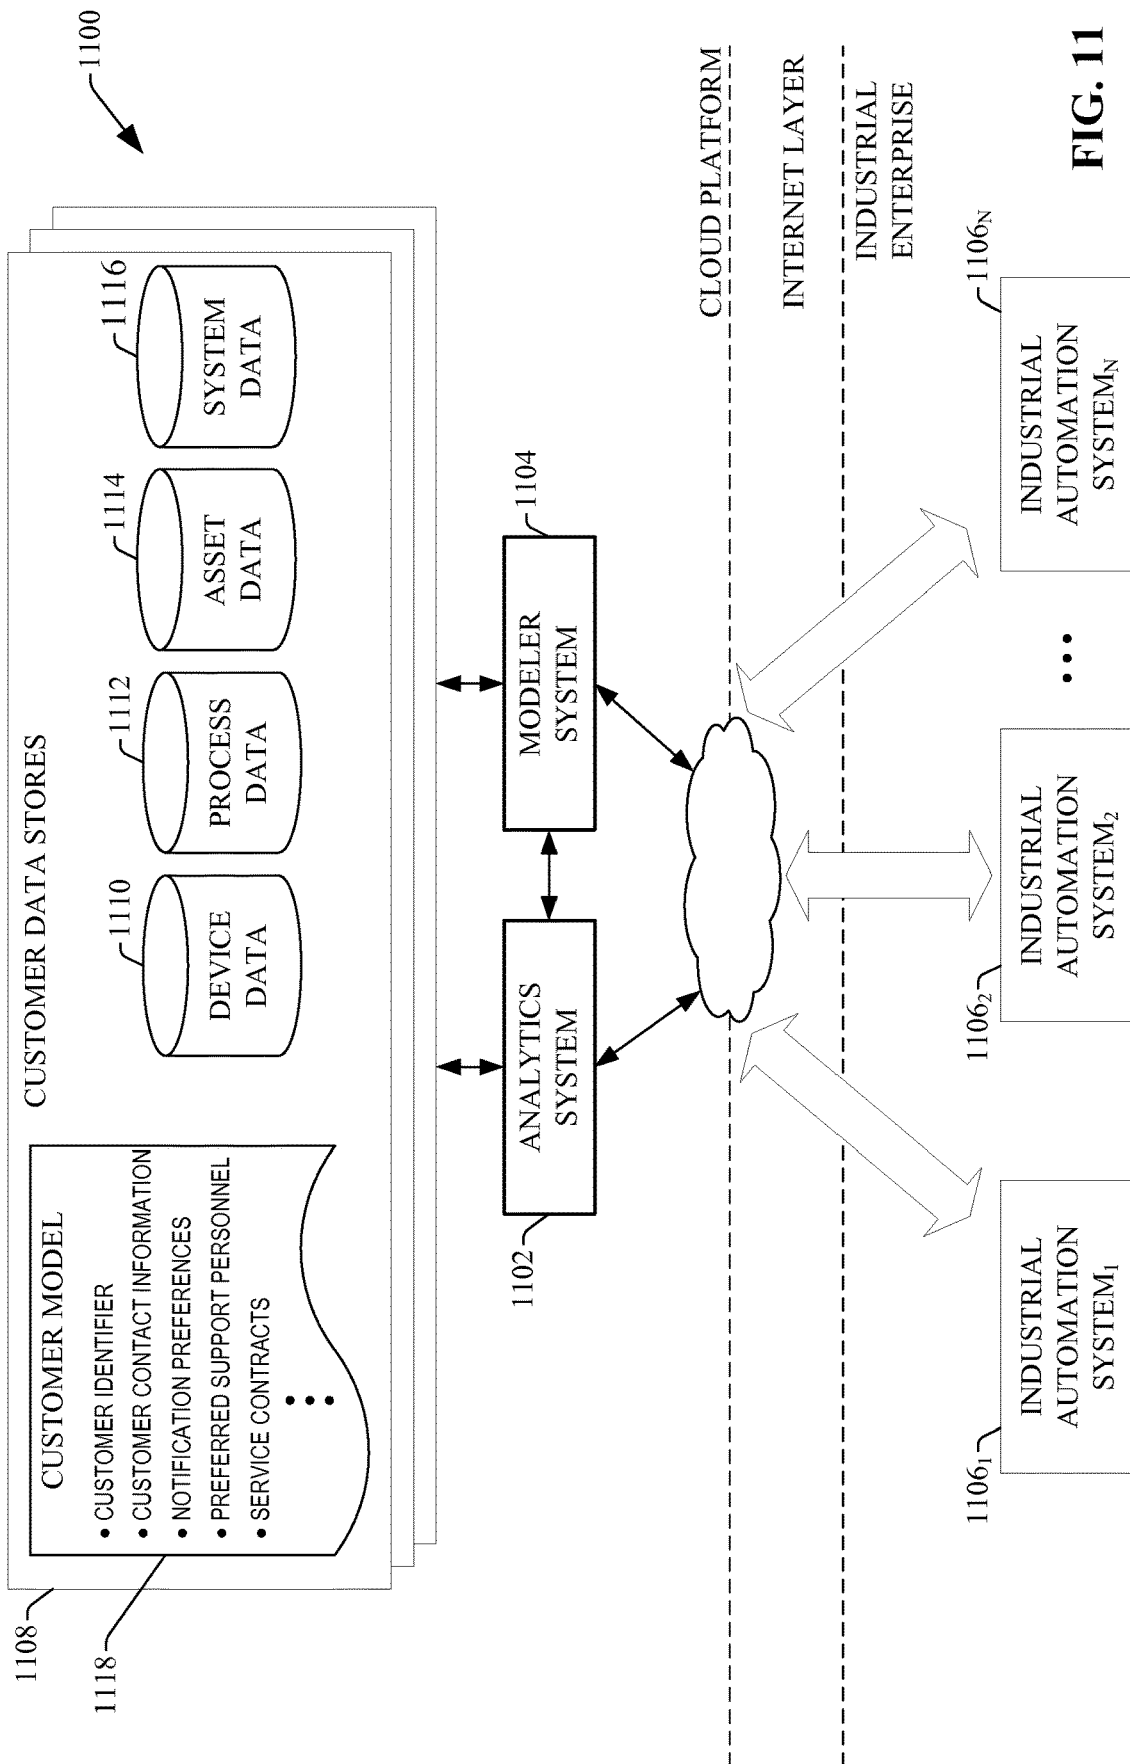 1100
CUSTOMER DATA STORES
1108
1118
CUSTOMER MODEL
• CUSTOMER IDENTIFIER
• CUSTOMER CONTACT INFORMATION
• NOTIFICATION PREFERENCES
• PREFERRED SUPPORT PERSONNEL
• SERVICE CONTRACTS
• • •
1110
DEVICE
DATA
1112
PROCESS
DATA
1114
ASSET
DATA
1116
SYSTEM
DATA
1102
ANALYTICS
SYSTEM
1104
MODELER
SYSTEM
CLOUD PLATFORM
INTERNET LAYER
INDUSTRIAL
ENTERPRISE
1106₁
INDUSTRIAL
AUTOMATION
SYSTEM₁
1106₂
INDUSTRIAL
AUTOMATION
SYSTEM₂
• • •
1106N
INDUSTRIAL
AUTOMATION
SYSTEMN
FIG. 11